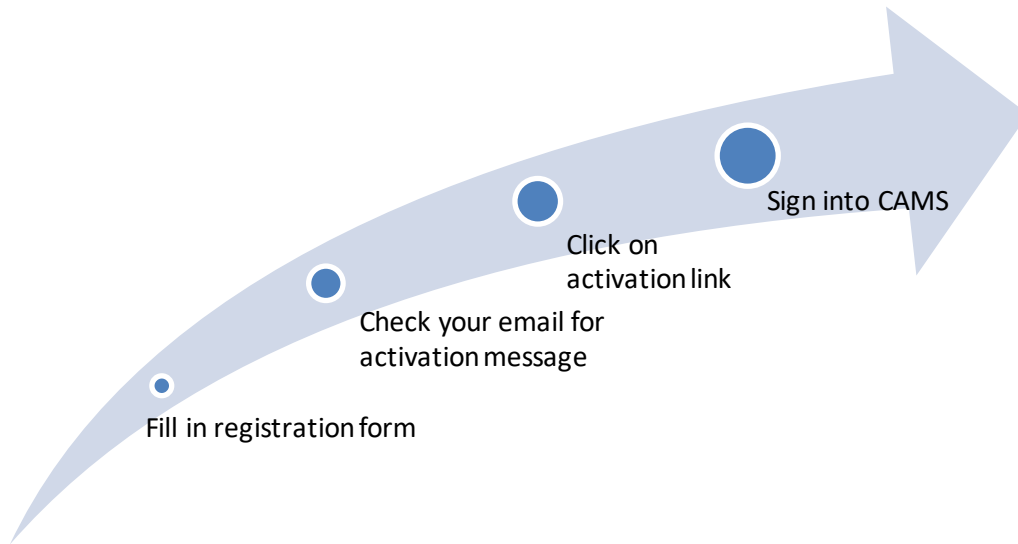 Fill in registration form
Check your email for
activation message
Click on
activation link
Sign into CAMS